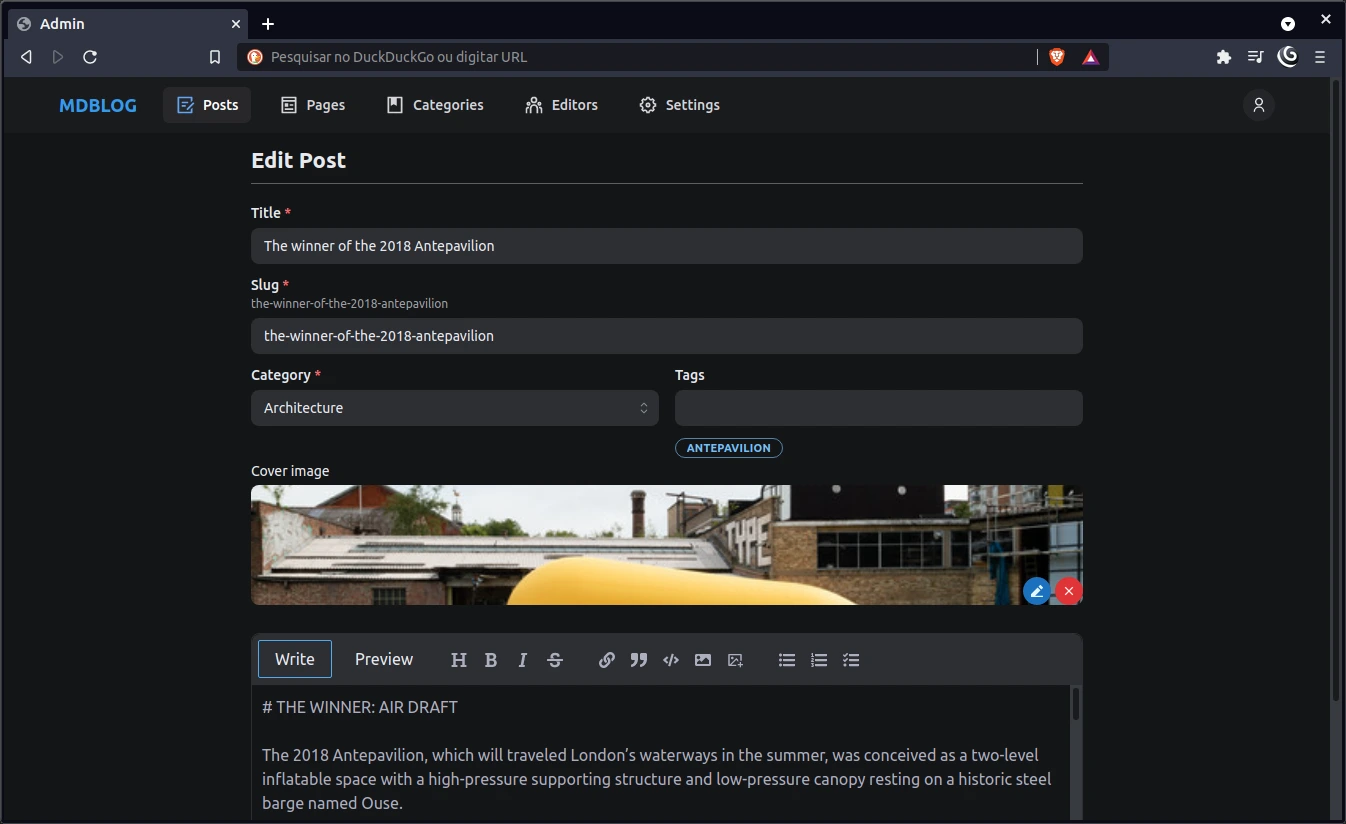 Admin
Pesquisar no DuckDuckGo ou digitar URL
MDBLOG Posts Pages Categories Editors Settings
Edit Post
Title *
The winner of the 2018 Antepavilion
Slug *
the-winner-of-the-2018-antepavilion
the-winner-of-the-2018-antepavilion
Category * Tags
Architecture
ANTEPAVILION
Cover image
THE
Write Preview H B I S
# THE WINNER: AIR DRAFT
The 2018 Antepavilion, which will traveled London’s waterways in the summer, was conceived as a two-level
inflatable space with a high-pressure supporting structure and low-pressure canopy resting on a historic steel
barge named Ouse.